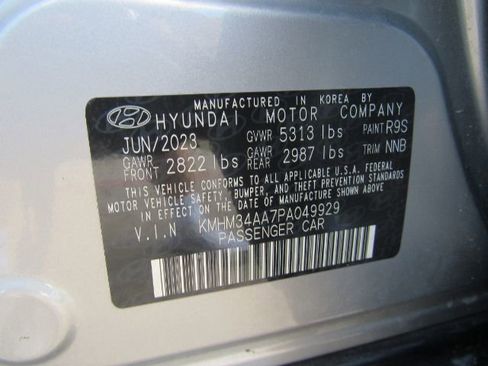 MANUFACTURED IN KOREA BY
HYUNDAI MOTOR COMPANY
JUN/2023 GVWR 5313 lbs PAINT R9S
GAWR FRONT 2822 lbs GAWR REAR 2987 lbs TRIM NNB
THIS VEHICLE CONFORMS TO ALL APPLICABLE U.S.A. FEDERAL
MOTOR VEHICLE SAFETY, BUMPER, AND THEFT PREVENTION STANDARDS
IN EFFECT ON THE DATE OF MANUFACTURE SHOWN ABOVE.
V.I.N KMHM34AA7PA049929
PASSENGER CAR